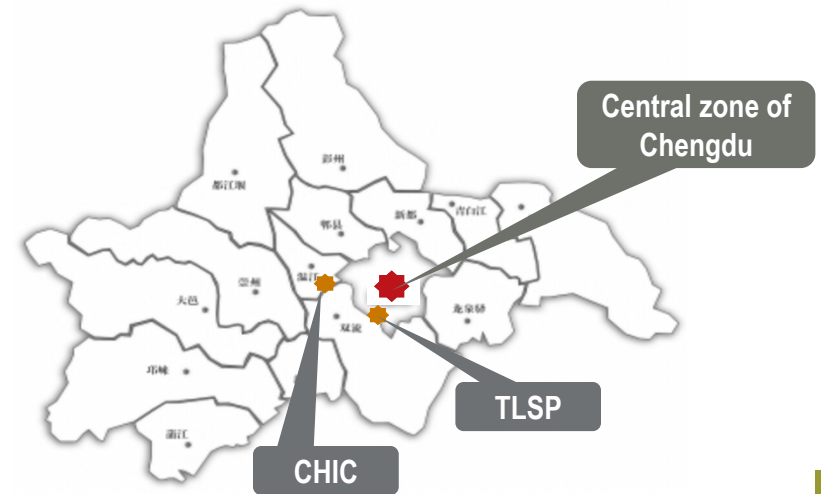 Central zone of
Chengdu
彭州
都江堰
青白江
新都
郫县
温江
崇州
大邑
龙泉驿
双流
邛崃
TLSP
蒲江
CHIC